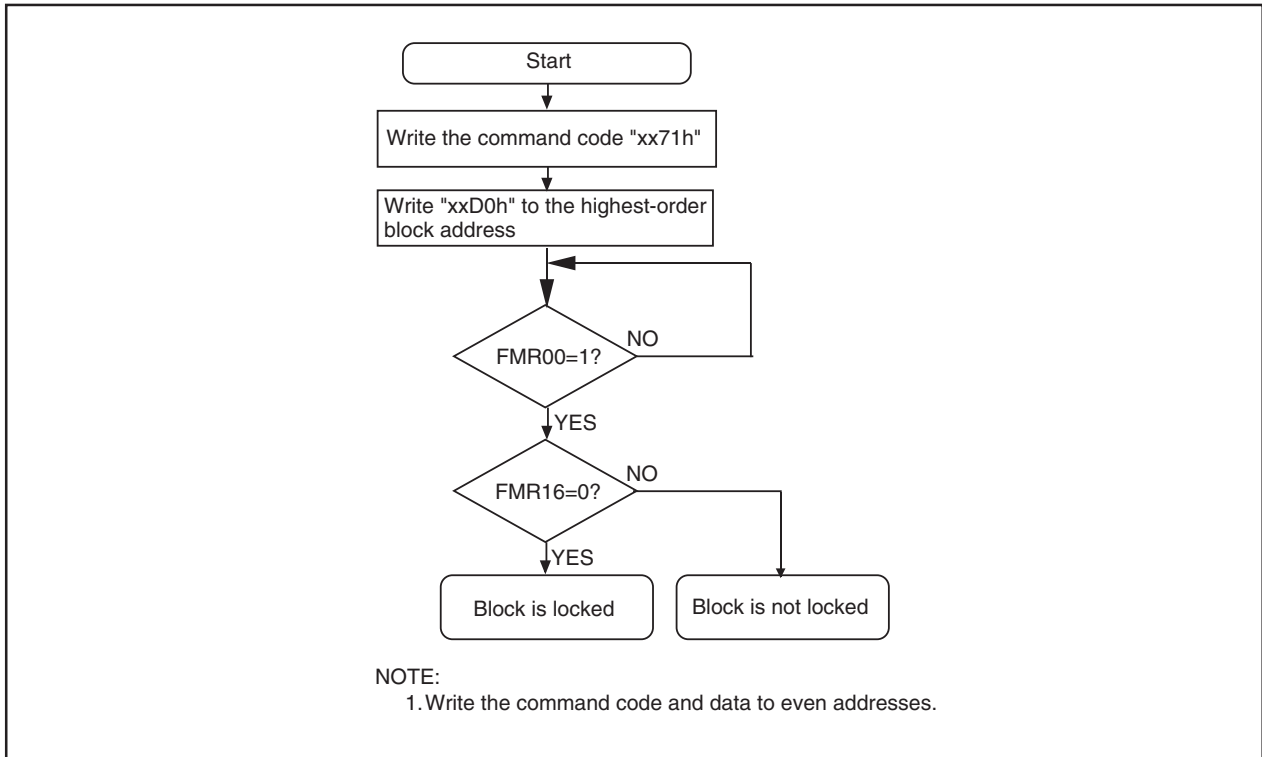 Start
Write the command code "xx71h"
Write "xxD0h" to the highest-order
block address
FMR00=1?
NO
YES
FMR16=0?
NO
YES
Block is locked
Block is not locked
NOTE:
1. Write the command code and data to even addresses.